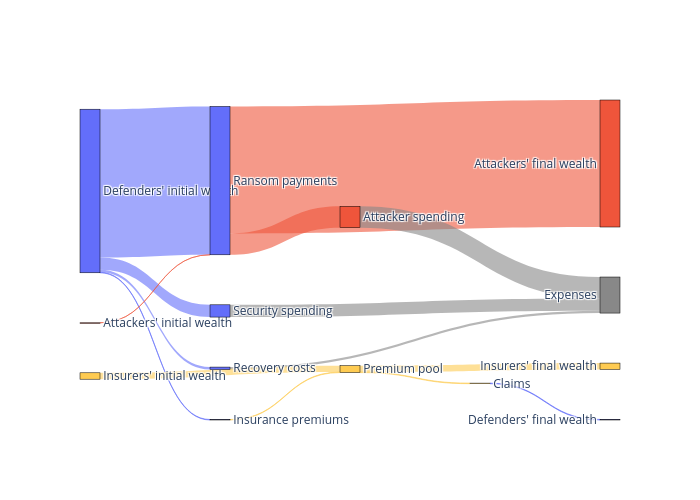 Attackers' final wealth
Ransom payments
Defenders' initial wealth
Attacker spending
Expenses
Security spending
Attackers' initial wealth
Insurers' final wealth
Recovery costs
Premium pool
Insurers' initial wealth
Claims
Insurance premiums
Defenders' final wealth